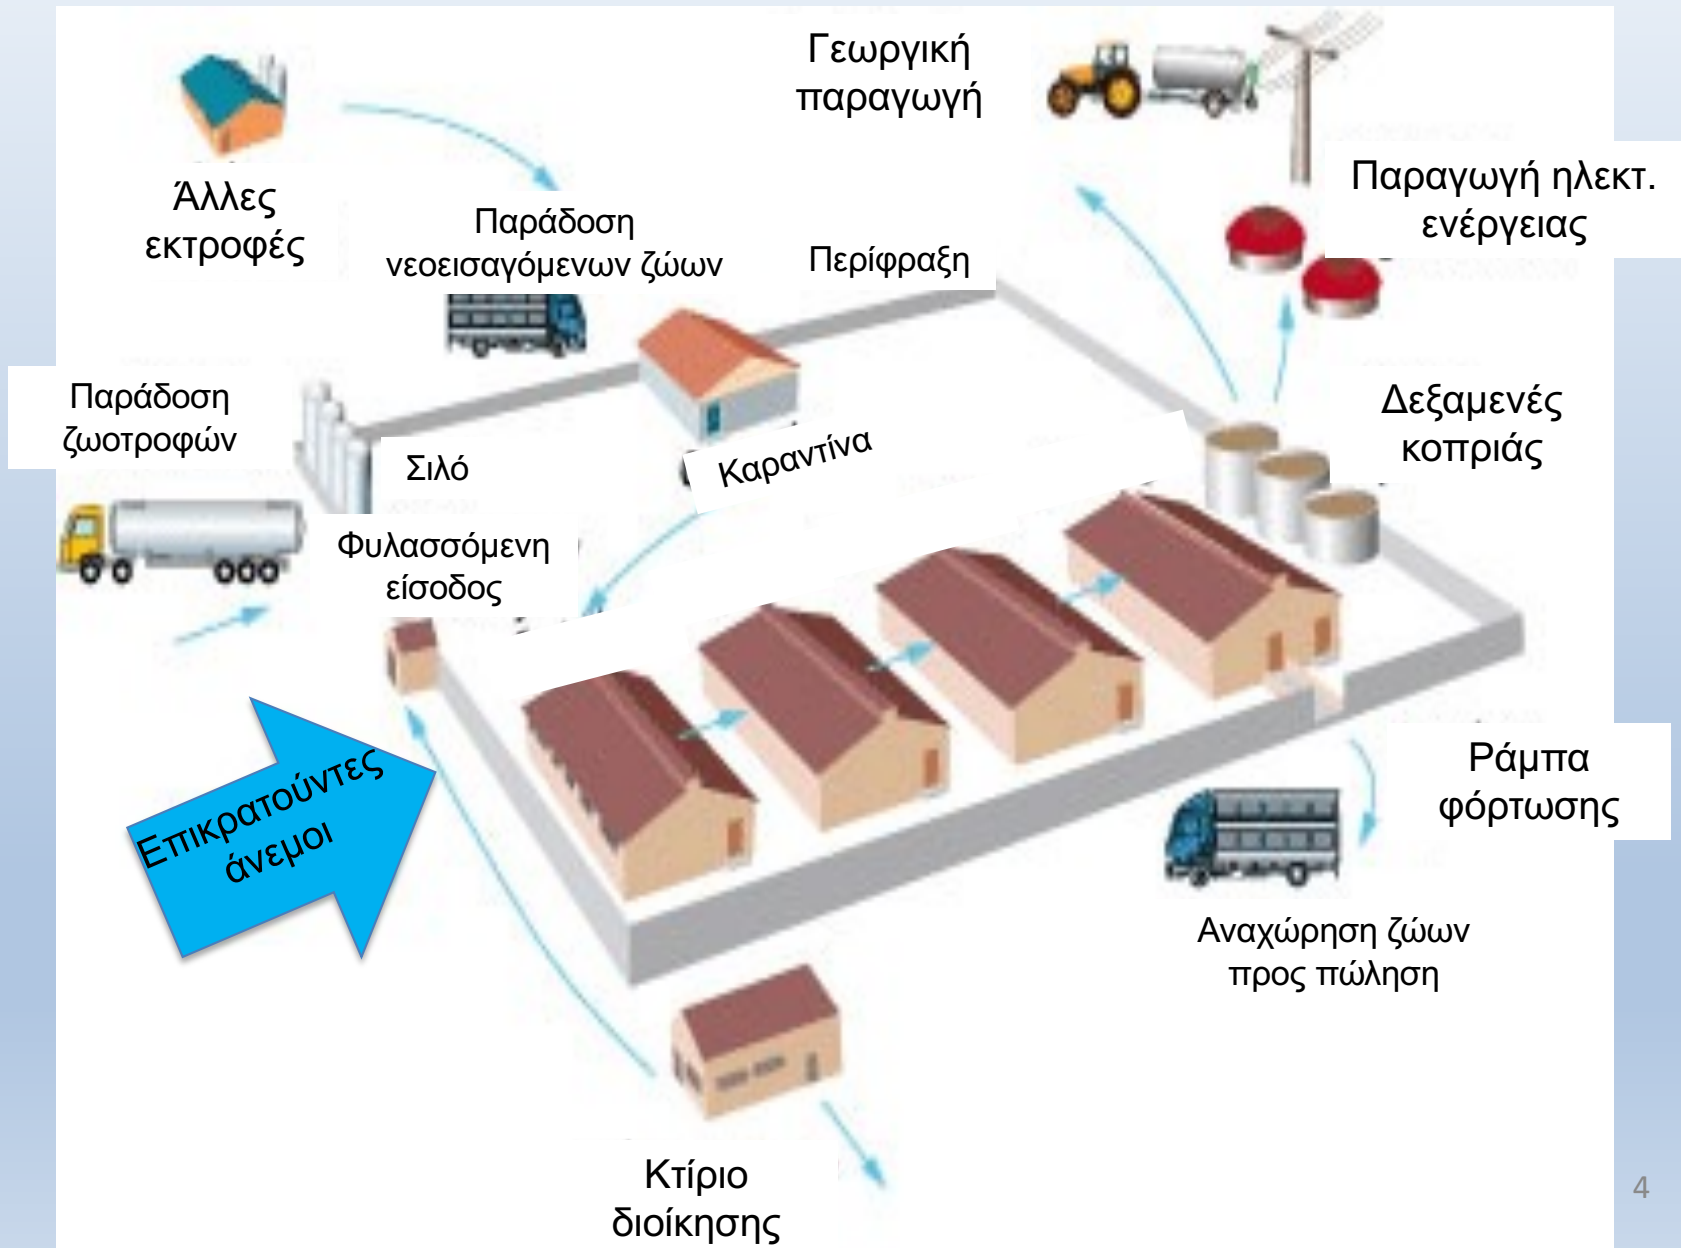 Γεωργική
παραγωγή
Άλλες
εκτροφές
Παράδοση
νεοεισαγόμενων ζώων
Περίφραξη
Παραγωγή ηλεκτ.
ενέργειας
Παράδοση
ζωοτροφών
Σιλό
Καραντίνα
Δεξαμενές
κοπριάς
Φυλασσόμενη
είσοδος
Επικρατούντες
άνεμοι
Ράμπα
φόρτωσης
Αναχώρηση ζώων
προς πώληση
Κτίριο
διοίκησης
4